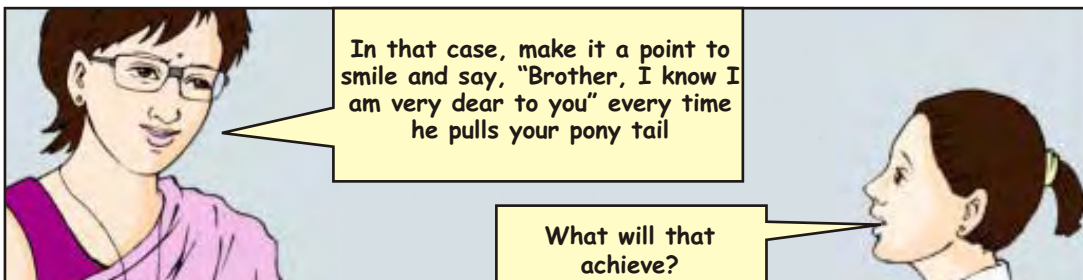 In that case, make it a point to
smile and say, “Brother, I know I
am very dear to you” every time
he pulls your pony tail
What will that
achieve?